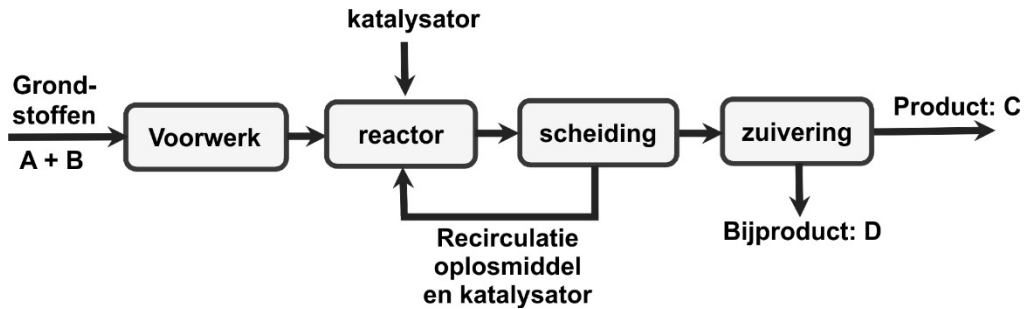 katalysator
Grond-
stoffen
A + B
Voorwerk
reactor
scheiding
zuivering
Product: C
Bijproduct: D
Recirculatie
oplosmiddel
en katalysator